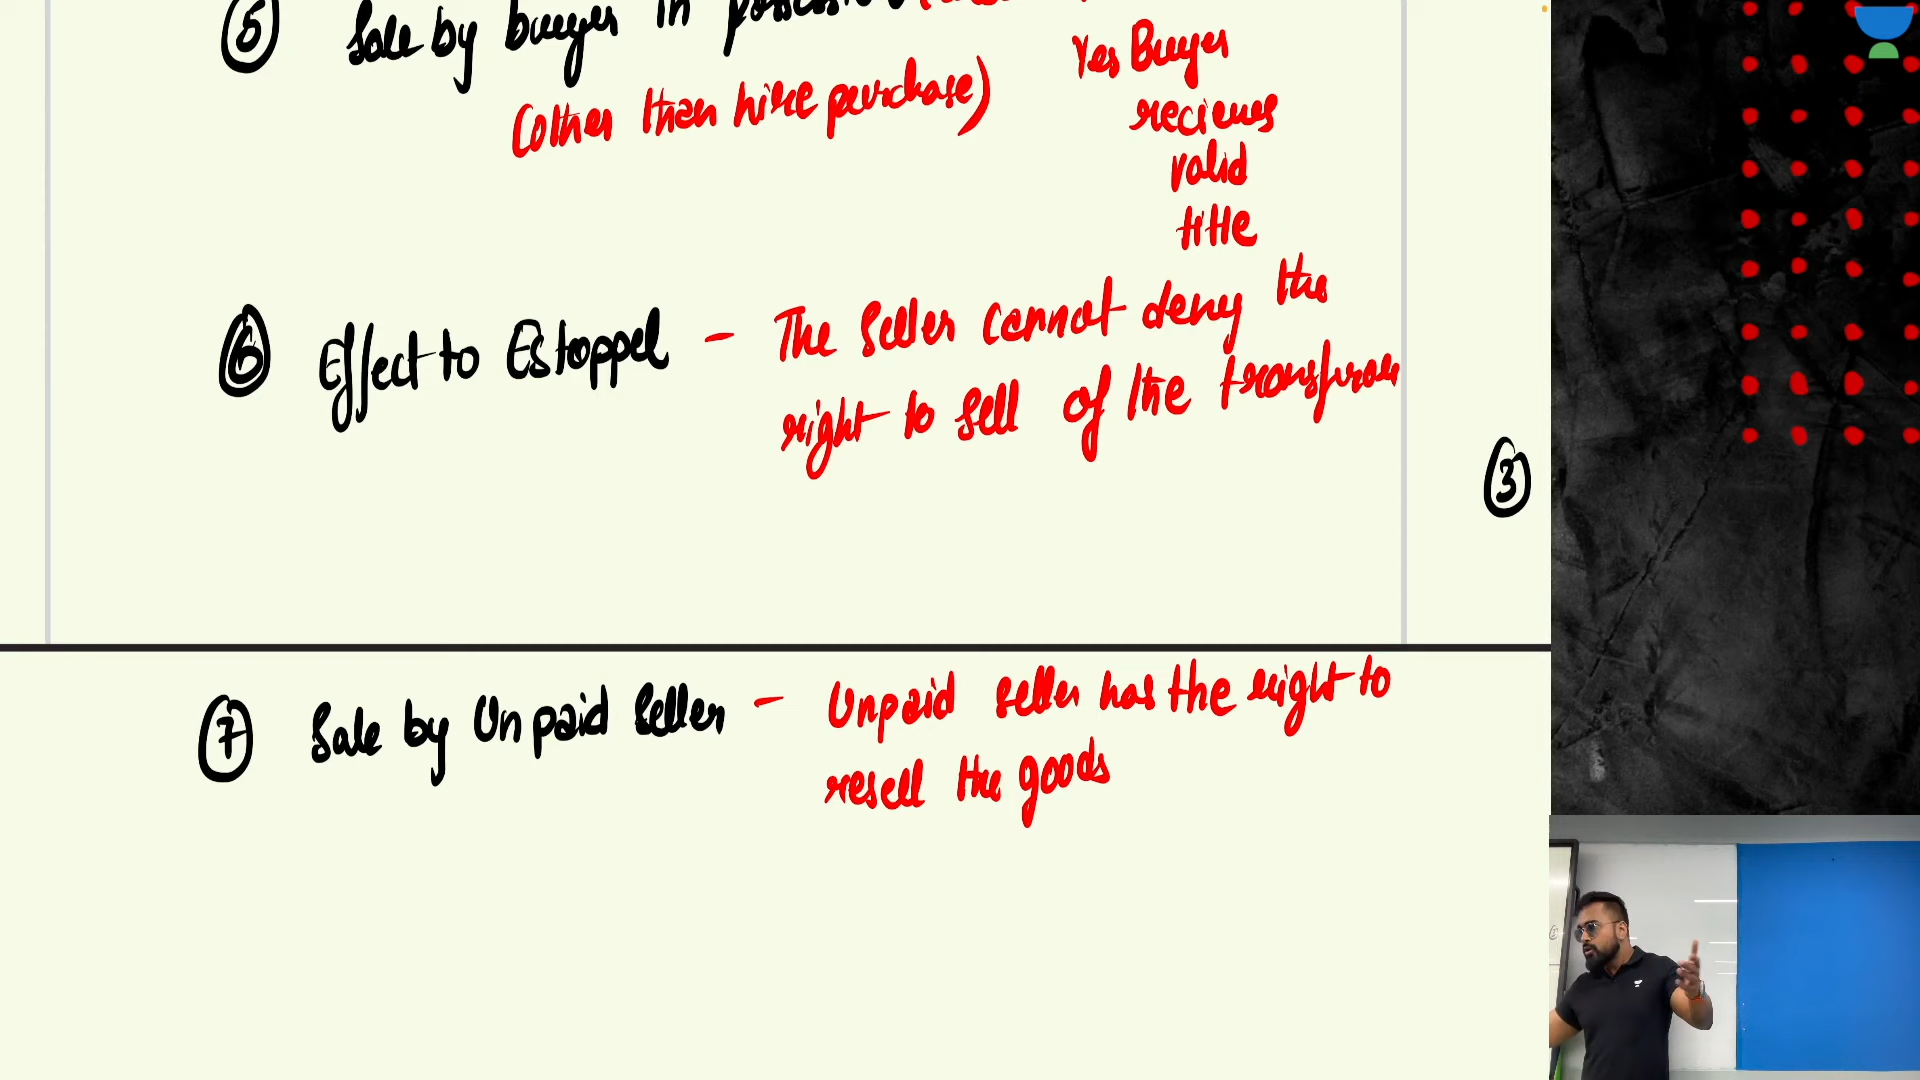 5 Sale by buyer in possession
(other than hire purchase)
Yes Buyer
recieves
valid
title
6 Effect to Estoppel - The Seller cannot deny the
right to sell of the
3
7 Sale by Unpaid Seller - Unpaid seller has the right to
resell the goods